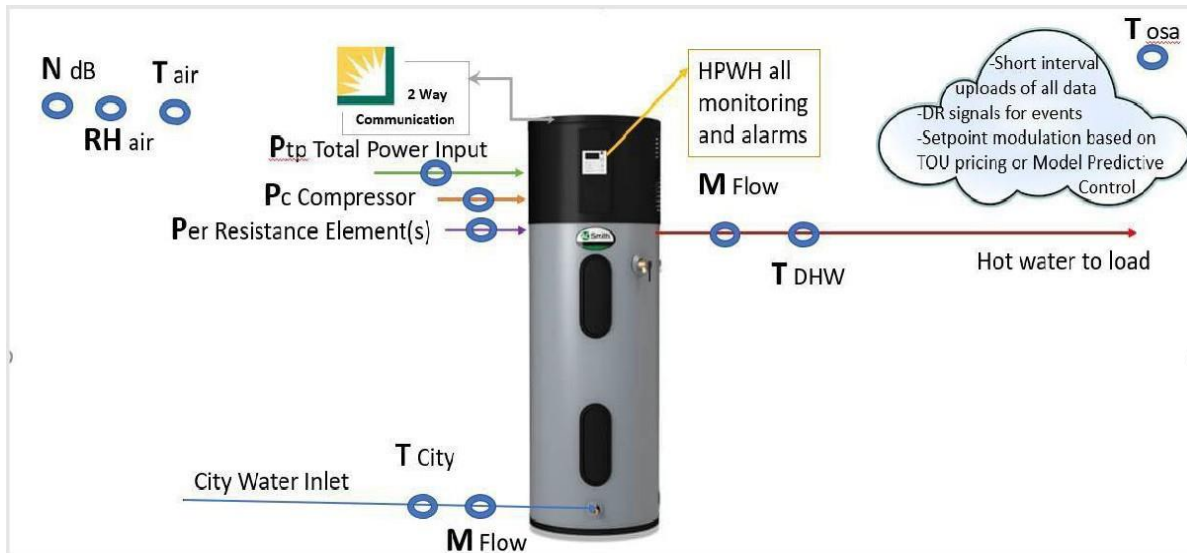 N dB
T air
RH air
2 Way
Communication
Ptp Total Power Input
Pc Compressor
Per Resistance Element(s)
HPWH all
monitoring
and alarms
M Flow
T DHW
Hot water to load
T osa
-Short interval
uploads of all data
-DR signals for events
-Setpoint modulation based on
TOU pricing or Model Predictive
Control
Smith
T City
City Water Inlet
M Flow